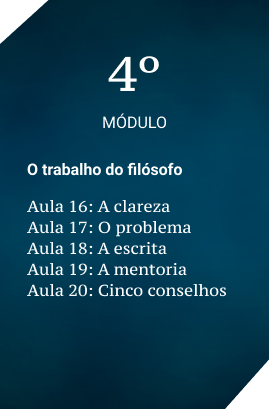 4º
MÓDULO
O trabalho do filósofo
Aula 16: A clareza
Aula 17: O problema
Aula 18: A escrita
Aula 19: A mentoria
Aula 20: Cinco conselhos